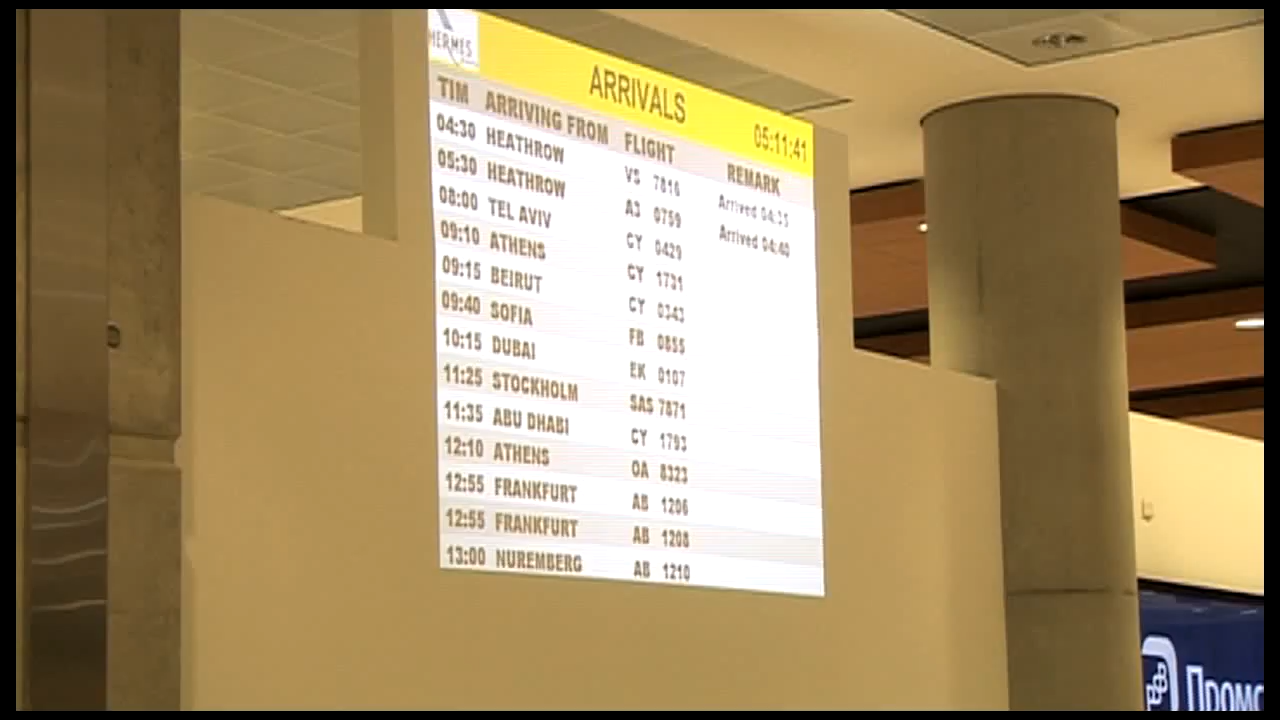 HERMES
ARRIVALS
05:11:41
TIM ARRIVING FROM FLIGHT REMARK
04:30 HEATHROW VS 7816 Arrived 04:35
05:30 HEATHROW A3 0759 Arrived 04:40
08:00 TEL AVIV CY 0429
09:10 ATHENS CY 1731
09:15 BEIRUT CY 0343
09:40 SOFIA FB 0855
10:15 DUBAI EK 0107
11:25 STOCKHOLM SAS 7871
11:35 ABU DHABI CY 1793
12:10 ATHENS OA 8323
12:55 FRANKFURT AB 1206
12:55 FRANKFURT AB 1208
13:00 NUREMBERG AB 1210